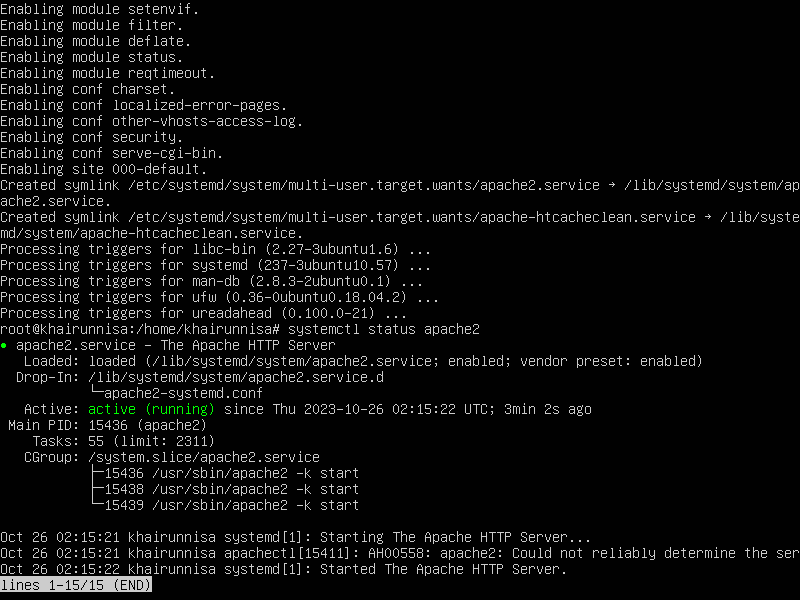 Enabling module setenvif.
Enabling module filter.
Enabling module deflate.
Enabling module status.
Enabling module reqtimeout.
Enabling conf charset.
Enabling conf localized-error-pages.
Enabling conf other-vhosts-access-log.
Enabling conf security.
Enabling conf serve-cgi-bin.
Enabling site 000-default.
Created symlink /etc/systemd/system/multi-user.target.wants/apache2.service → /lib/systemd/system/ap
ache2.service.
Created symlink /etc/systemd/system/multi-user.target.wants/apache-htcacheclean.service → /lib/syste
md/system/apache-htcacheclean.service.
Processing triggers for libc-bin (2.27-3ubuntu1.6) ...
Processing triggers for systemd (237-3ubuntu10.57) ...
Processing triggers for man-db (2.8.3-2ubuntu0.1) ...
Processing triggers for ufw (0.36-0ubuntu0.18.04.2) ...
Processing triggers for ureadahead (0.100.0-21) ...
root@khairunnisa:/home/khairunnisa# systemctl status apache2
● apache2.service - The Apache HTTP Server
   Loaded: loaded (/lib/systemd/system/apache2.service; enabled; vendor preset: enabled)
  Drop-In: /lib/systemd/system/apache2.service.d
           └─apache2-systemd.conf
   Active: active (running) since Thu 2023-10-26 02:15:22 UTC; 3min 2s ago
 Main PID: 15436 (apache2)
    Tasks: 55 (limit: 2311)
   CGroup: /system.slice/apache2.service
           ├─15436 /usr/sbin/apache2 -k start
           ├─15438 /usr/sbin/apache2 -k start
           └─15439 /usr/sbin/apache2 -k start
Oct 26 02:15:21 khairunnisa systemd[1]: Starting The Apache HTTP Server...
Oct 26 02:15:21 khairunnisa apachectl[15411]: AH00558: apache2: Could not reliably determine the ser
Oct 26 02:15:22 khairunnisa systemd[1]: Started The Apache HTTP Server.
lines 1-15/15 (END)